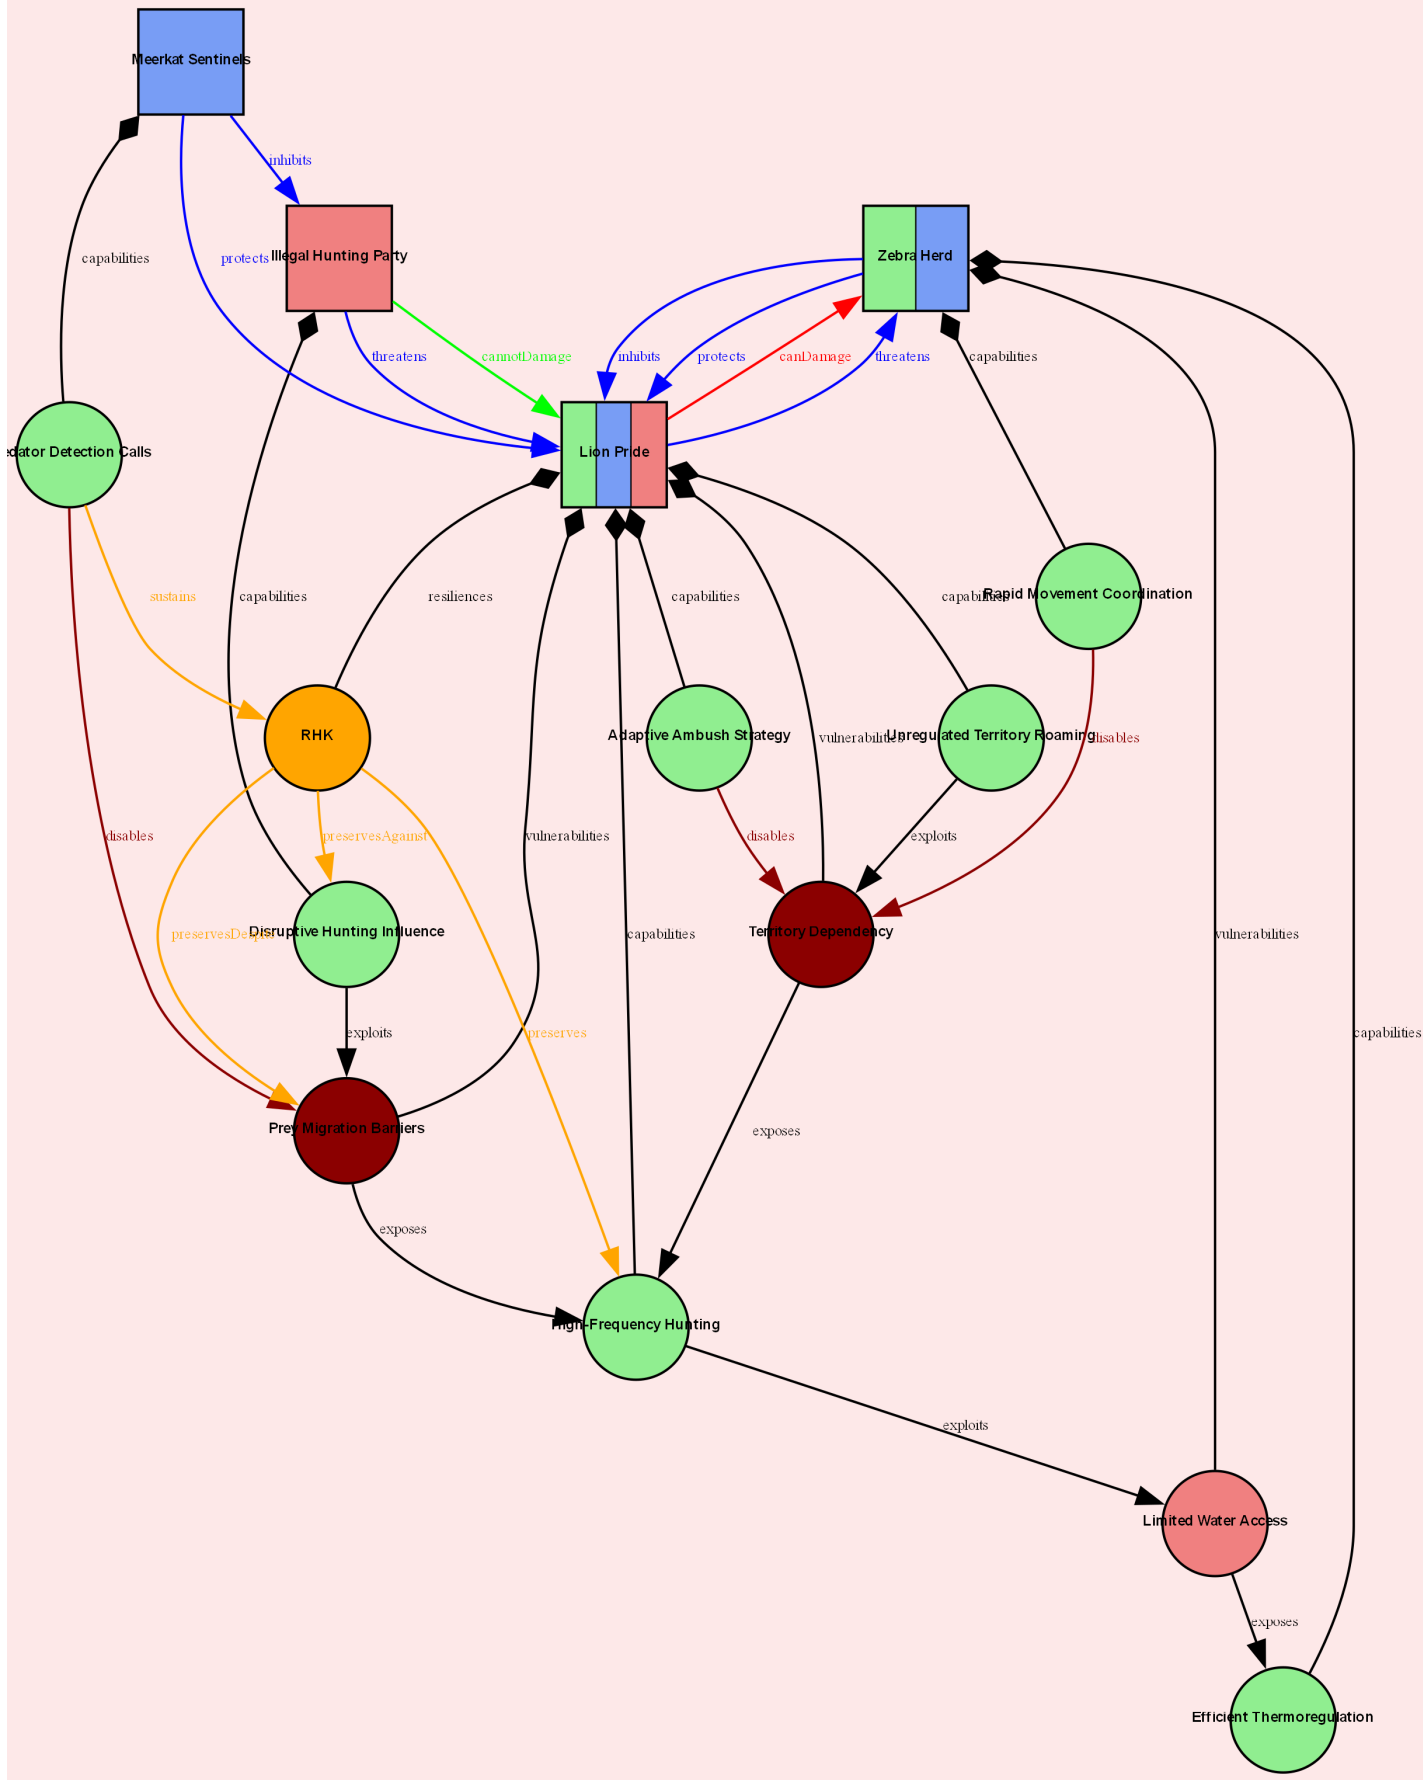 Meerkat Sentinels
inhibits
capabilities
protects
Illegal Hunting Party
Zebra Herd
threatens
cannotDamage
inhibits
protects
canDamage
threatens
capabilities
edator Detection Calls
Lion Pride
sustains
capabilities
resiliences
capabilities
capabilities
Rapid Movement Coordination
RHK
Adaptive Ambush Strategy
vulnerabilities
Unregulated Territory Roaming
disables
disables
preservesAgainst
vulnerabilities
disables
exploits
preservesDespite
Disruptive Hunting Influence
capabilities
Territory Dependency
vulnerabilities
exploits
preserves
capabilities
Prey Migration Barriers
exposes
exposes
High-Frequency Hunting
exploits
Limited Water Access
exposes
Efficient Thermoregulation